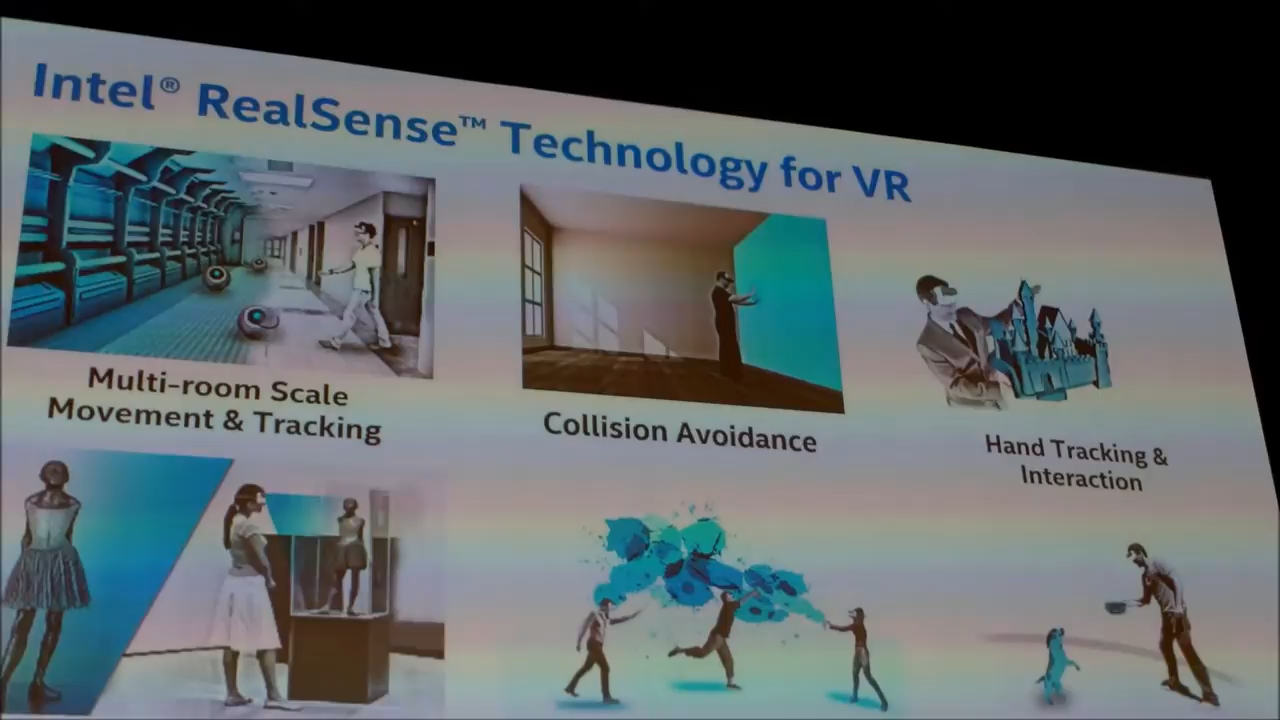 Intel® RealSense™ Technology for VR
Multi-room Scale
Movement & Tracking
Collision Avoidance
Hand Tracking &
Interaction